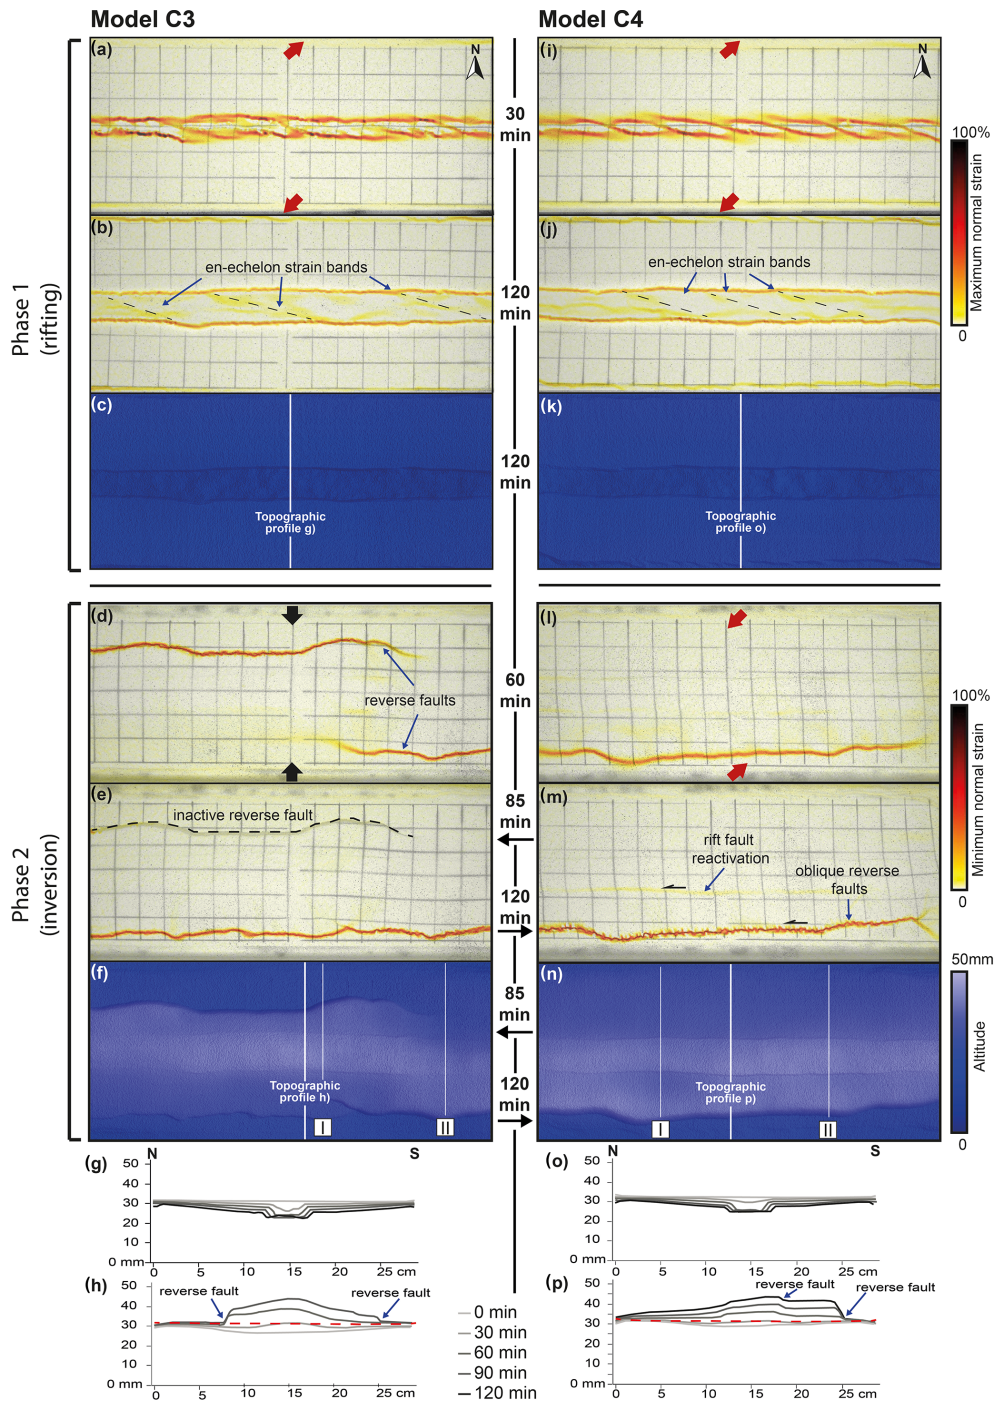 Model C3
Model C4
Phase 1
(rifting)
(a)
N
30
min
(i)
N
100%
Maximum normal strain
0
(b)
en-echelon strain bands
120
min
(j)
en-echelon strain bands
(c)
Topographic
profile g)
120
min
(k)
Topographic
profile o)
Phase 2
(inversion)
(d)
reverse faults
60
min
(l)
100%
Minimum normal strain
0
(e)
inactive reverse fault
85
min
120
min
(m)
rift fault
reactivation
oblique reverse
faults
(f)
Topographic
profile h)
I
II
85
min
120
min
(n)
Topographic
profile p)
I
II
50mm
Altitude
0
(g)
N
S
50
40
30
20
10
0 mm
0
5
10
15
20
25 cm
(o)
N
S
50
40
30
20
10
0 mm
0
5
10
15
20
25 cm
(h)
reverse fault
reverse fault
50
40
30
20
10
0 mm
0
5
10
15
20
25 cm
0 min
30 min
60 min
90 min
120 min
(p)
reverse fault
reverse fault
50
40
30
20
10
0 mm
0
5
10
15
20
25 cm